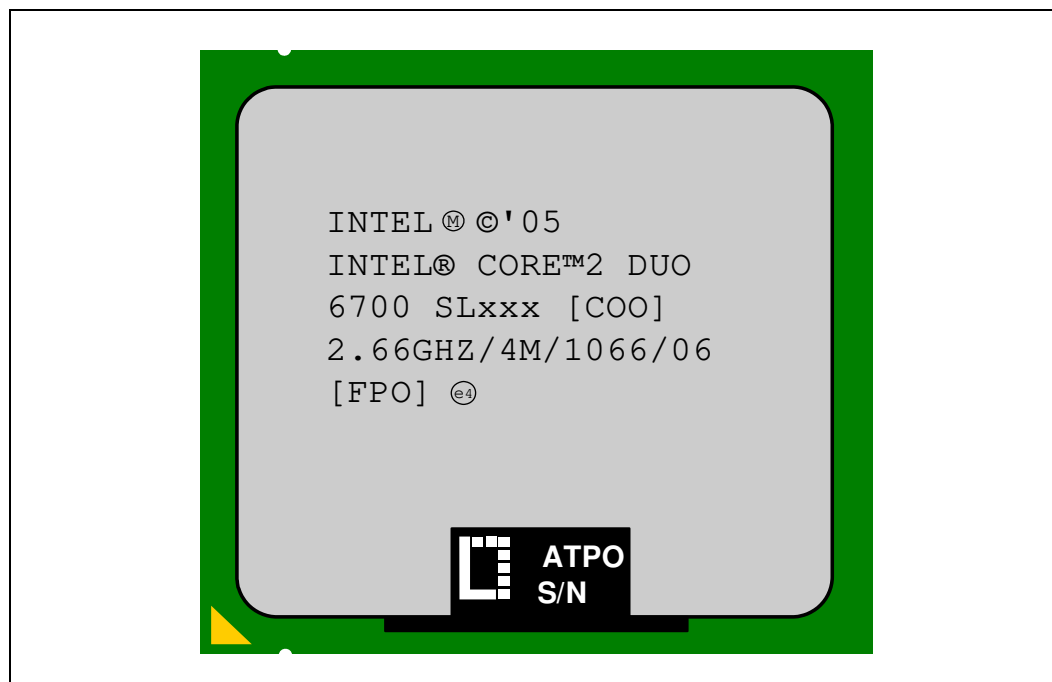 INTEL Ⓜ ©'05
INTEL® CORE™2 DUO
6700 SLxxx [COO]
2.66GHZ/4M/1066/06
[FPO] (e4)
ATPO
S/N